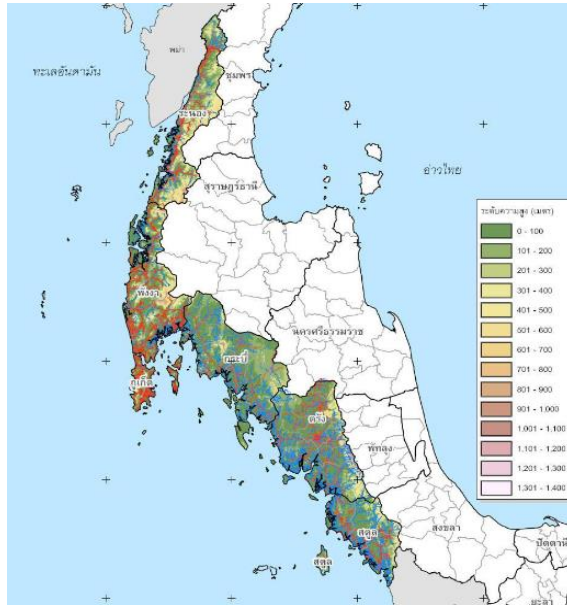 พม่า
ทะเลอันดามัน
ชุมพร
ระนอง
สุราษฎร์ธานี
อ่าวไทย
ระดับความสูง (เมตร)
0 - 100
101 - 200
201 - 300
301 - 400
401 - 500
501 - 600
601 - 700
701 - 800
801 - 900
901 - 1,000
1,001 - 1,100
1,101 - 1,200
1,201 - 1,300
1,301 - 1,400
พังงา
นครศรีธรรมราช
กระบี่
ภูเก็ต
ตรัง
พัทลุง
สตูล
สงขลา
สตูล
ปัตตานี
ยะลา